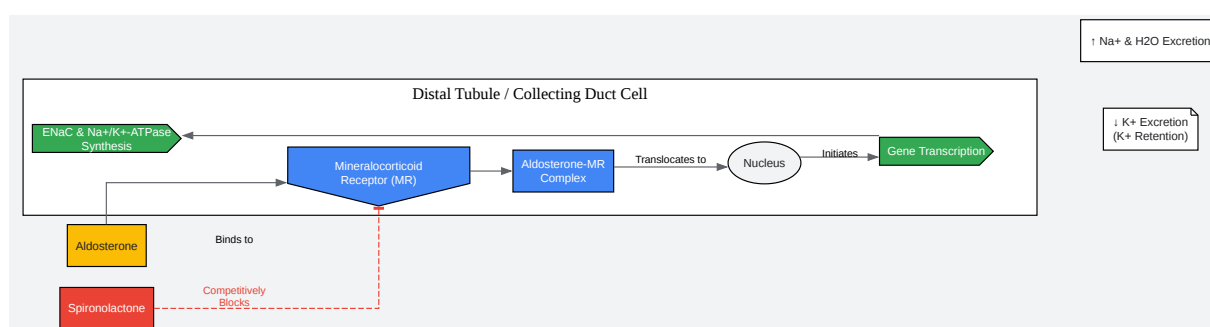 ↑ Na+ & H2O Excretion
Distal Tubule / Collecting Duct Cell
ENaC & Na+/K+-ATPase
Synthesis
Mineralocorticoid
Receptor (MR)
Aldosterone-MR
Complex
Translocates to
Nucleus
Initiates
Gene Transcription
↓ K+ Excretion
(K+ Retention)
Aldosterone
Binds to
Spironolactone
Competitively
Blocks